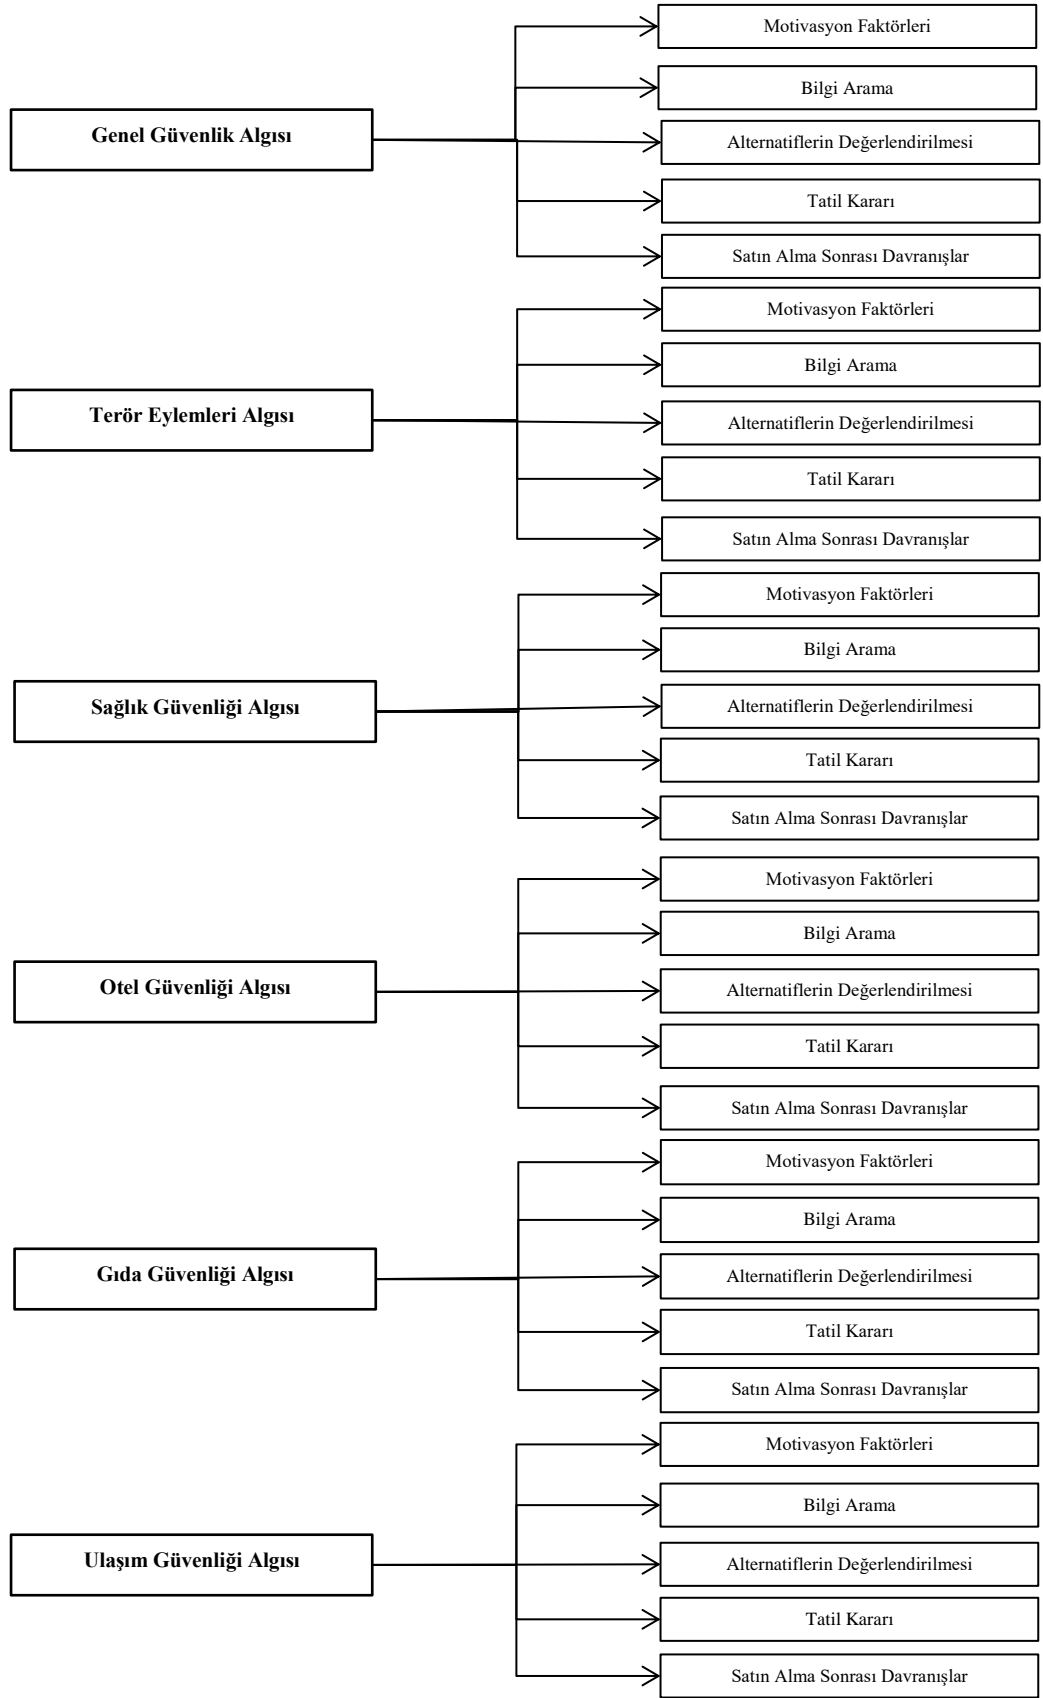 Genel Güvenlik Algısı
Motivasyon Faktörleri
Bilgi Arama
Alternatiflerin Değerlendirilmesi
Tatil Kararı
Satın Alma Sonrası Davranışlar
Terör Eylemleri Algısı
Motivasyon Faktörleri
Bilgi Arama
Alternatiflerin Değerlendirilmesi
Tatil Kararı
Satın Alma Sonrası Davranışlar
Sağlık Güvenliği Algısı
Motivasyon Faktörleri
Bilgi Arama
Alternatiflerin Değerlendirilmesi
Tatil Kararı
Satın Alma Sonrası Davranışlar
Otel Güvenliği Algısı
Motivasyon Faktörleri
Bilgi Arama
Alternatiflerin Değerlendirilmesi
Tatil Kararı
Satın Alma Sonrası Davranışlar
Gıda Güvenliği Algısı
Motivasyon Faktörleri
Bilgi Arama
Alternatiflerin Değerlendirilmesi
Tatil Kararı
Satın Alma Sonrası Davranışlar
Ulaşım Güvenliği Algısı
Motivasyon Faktörleri
Bilgi Arama
Alternatiflerin Değerlendirilmesi
Tatil Kararı
Satın Alma Sonrası Davranışlar